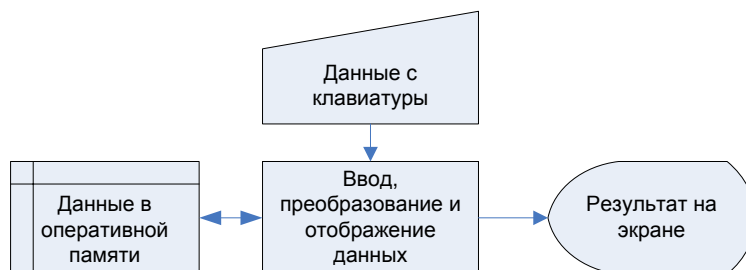 Данные с
клавиатуры
Данные в
оперативной
памяти
Ввод,
преобразование и
отображение
данных
Результат на
экране